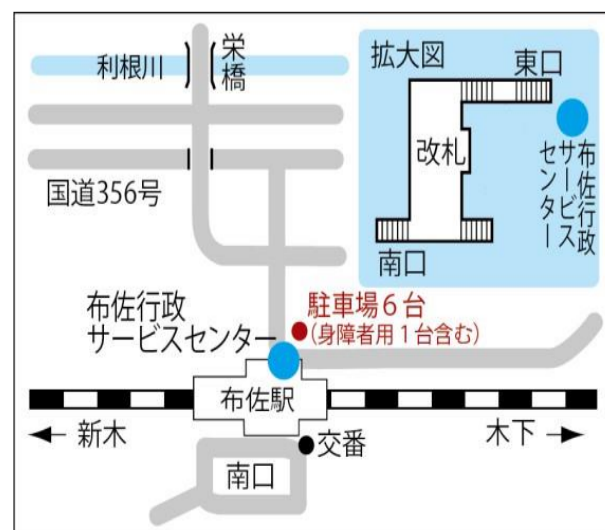 利根川
栄橋
国道356号
布佐行政
サービスセンター
駐車場６台
（身障者用１台含む）
布佐駅
← 新木
木下 →
交番
南口
拡大図
東口
改札
布佐行政
サービス
センター
南口